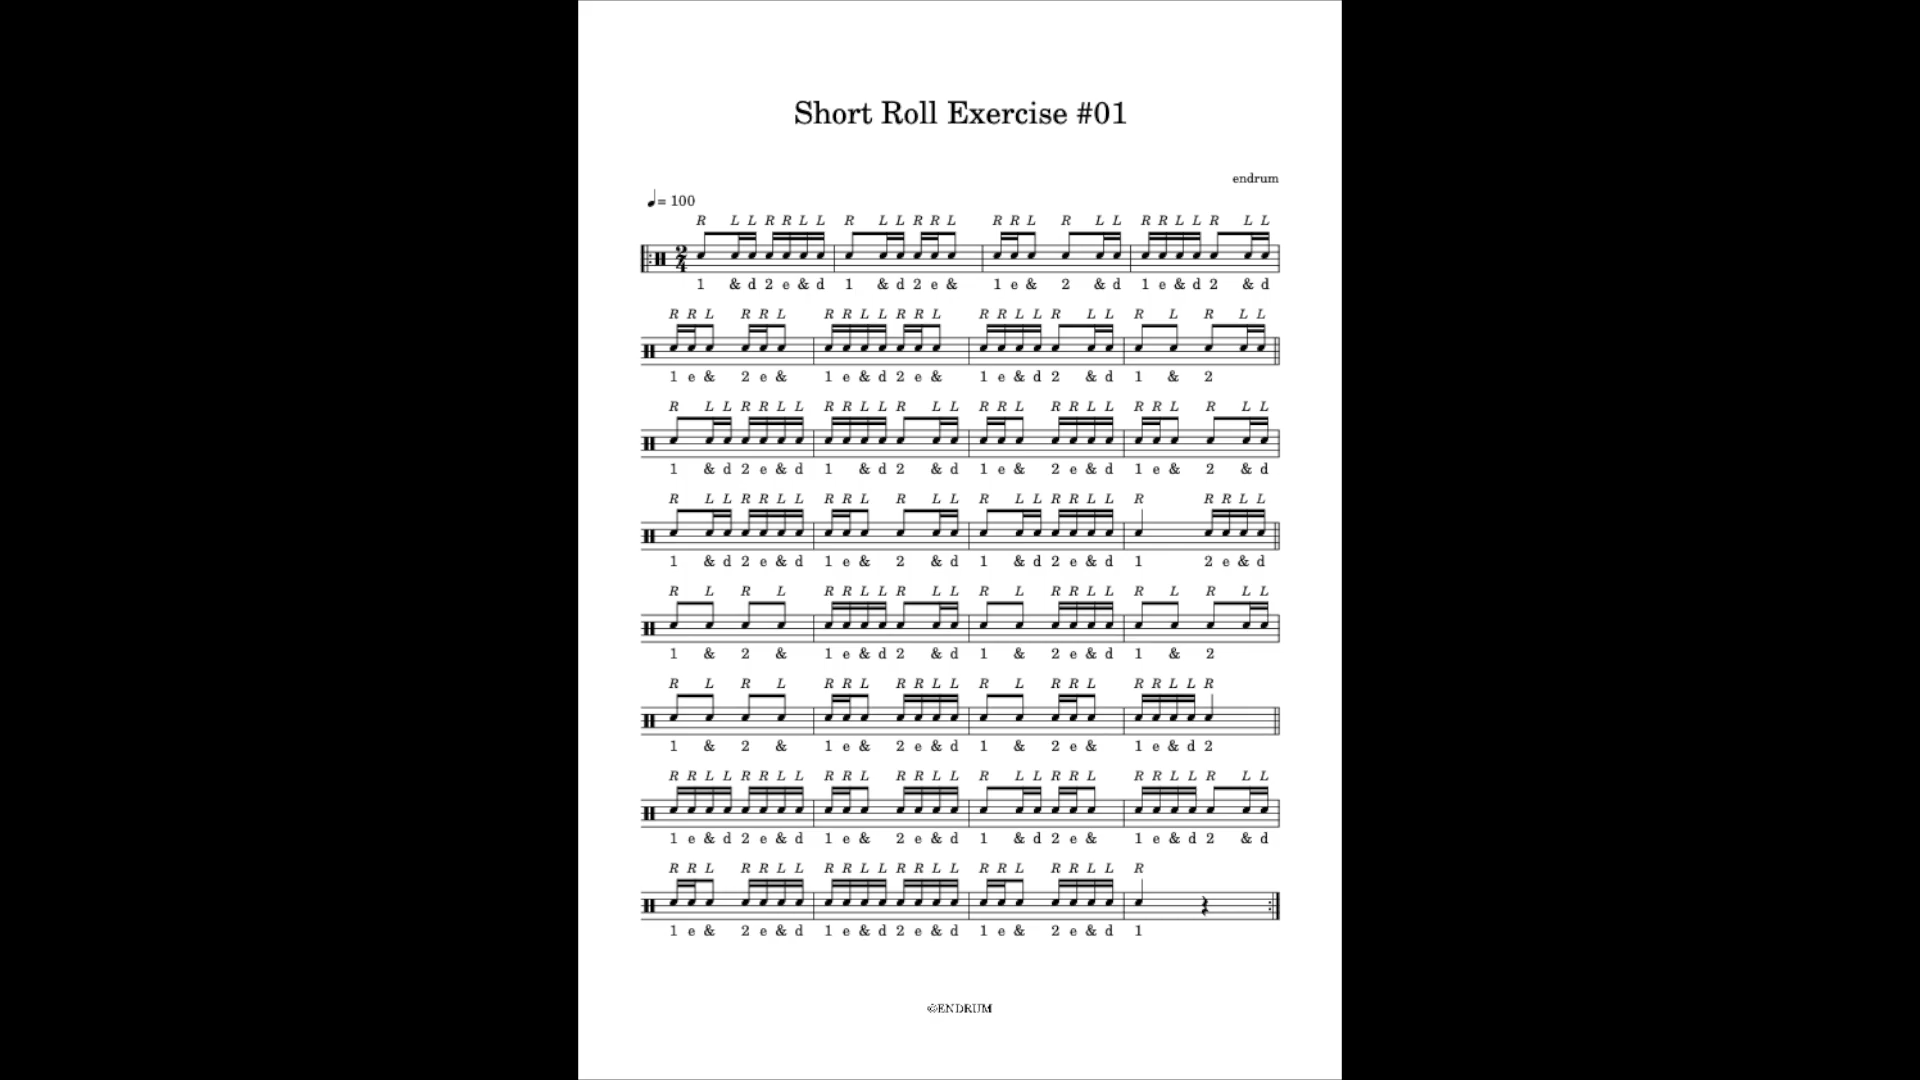 Short Roll Exercise #01
endrum
= 100
R L L R R L L R L L R R L R R L R L L R R L L R L L
2 4
1 & d 2 e & d 1 & d 2 e & 1 e & 2 & d 1 e & d 2 & d
R R L R R L R R L L R R L R R L L R L L R L R L L
1 e & 2 e & 1 e & d 2 e & 1 e & d 2 & d 1 & 2
R L L R R L L R R L L R L L R R L R R L L R R L R L L
1 & d 2 e & d 1 & d 2 & d 1 e & 2 e & d 1 e & 2 & d
R L L R R L L R R L R L L R L L R R L L R R R L L
1 & d 2 e & d 1 e & 2 & d 1 & d 2 e & d 1 2 e & d
R L R L R R L L R L L R L R R L L R L R L L
1 & 2 & 1 e & d 2 & d 1 & 2 e & d 1 & 2
R L R L R R L R R L L R L R R L R R L L R
1 & 2 & 1 e & 2 e & d 1 & 2 e & 1 e & d 2
R R L L R R L L R R L R R L L R L L R R L R R L L R L L
1 e & d 2 e & d 1 e & 2 e & d 1 & d 2 e & 1 e & d 2 & d
R R L R R L L R R L L R R L L R R L R R L L R
1 e & 2 e & d 1 e & d 2 e & d 1 e & 2 e & d 1
©ENDRUM